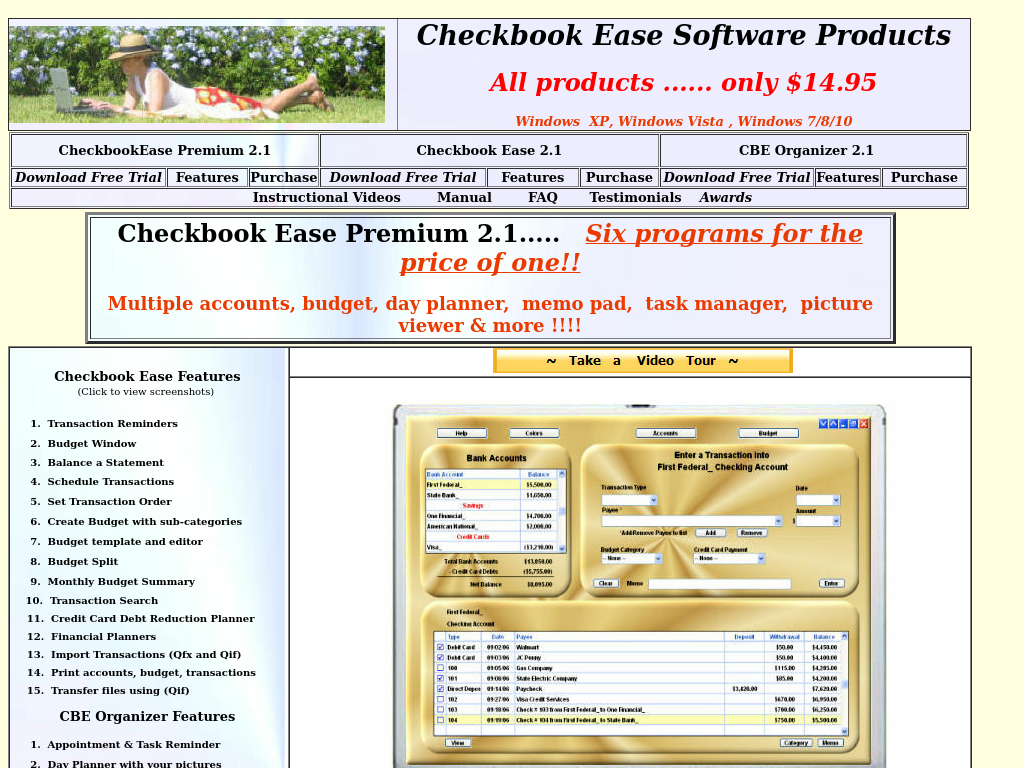 Checkbook Ease Software Products
All products ...... only $14.95
Windows XP, Windows Vista , Windows 7/8/10
CheckbookEase Premium 2.1
Checkbook Ease 2.1
CBE Organizer 2.1
Download Free Trial
Features
Purchase
Download Free Trial
Features
Purchase
Download Free Trial
Features
Purchase
Instructional Videos Manual FAQ Testimonials Awards
Checkbook Ease Premium 2.1..... Six programs for the
price of one!!
Multiple accounts, budget, day planner, memo pad, task manager, picture
viewer & more !!!!
Checkbook Ease Features
(Click to view screenshots)
1. Transaction Reminders
2. Budget Window
3. Balance a Statement
4. Schedule Transactions
5. Set Transaction Order
6. Create Budget with sub-categories
7. Budget template and editor
8. Budget Split
9. Monthly Budget Summary
10. Transaction Search
11. Credit Card Debt Reduction Planner
12. Financial Planners
13. Import Transactions (Qfx and Qif)
14. Print accounts, budget, transactions
15. Transfer files using (Qif)
CBE Organizer Features
1. Appointment & Task Reminder
2. Day Planner with your pictures
~ Take a Video Tour ~
Help
Colors
Accounts
Budget
Bank Accounts
Bank Account Balance
First Federal_ $5,500.00
State Bank_ $1,650.00
Savings
One Financial_ $4,700.00
American National_ $2,000.00
Credit Cards
Visa_ ($3,210.00)
Total Bank Accounts $13,850.00
Credit Card Debts ($5,755.00)
Net Balance $8,095.00
Enter a Transaction into
First Federal_ Checking Account
Transaction Type
Date
Payee *
Amount
$
*Add/Remove Payee to list
Add
Remove
Budget Category
-- None --
Credit Card Payment
-- None --
Clear
Memo
Enter
First Federal_
Checking Account
Type Date Payee Deposit Withdrawal Balance
Debit Card 09/02/06 Walmart $50.00 $4,450.00
Debit Card 09/03/06 JC Penny $50.00 $4,400.00
100 09/05/06 Gas Company $115.00 $4,285.00
101 09/08/06 State Electric Company $85.00 $4,200.00
Direct Depos 09/14/06 Paycheck $3,420.00 $7,620.00
102 09/27/06 Visa Credit Services $670.00 $6,950.00
103 09/18/06 Check # 103 from First Federal_ to One Financial_ $700.00 $6,250.00
104 09/19/06 Check # 104 from First Federal_ to State Bank_ $750.00 $5,500.00
View
Category
Memo